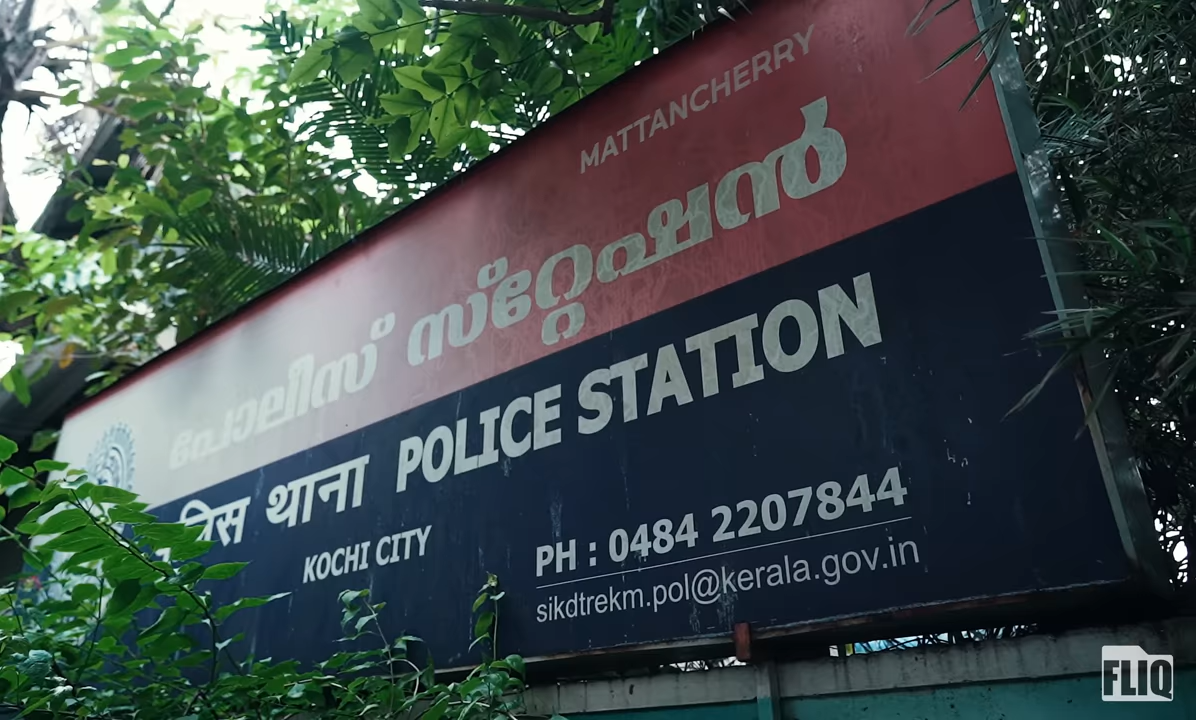 MATTANCHERRY
പോലീസ് സ്റ്റേഷൻ
थाना POLICE STATION
KOCHI CITY
PH : 0484 2207844
sikdtrekm.pol@kerala.gov.in
FLIQ